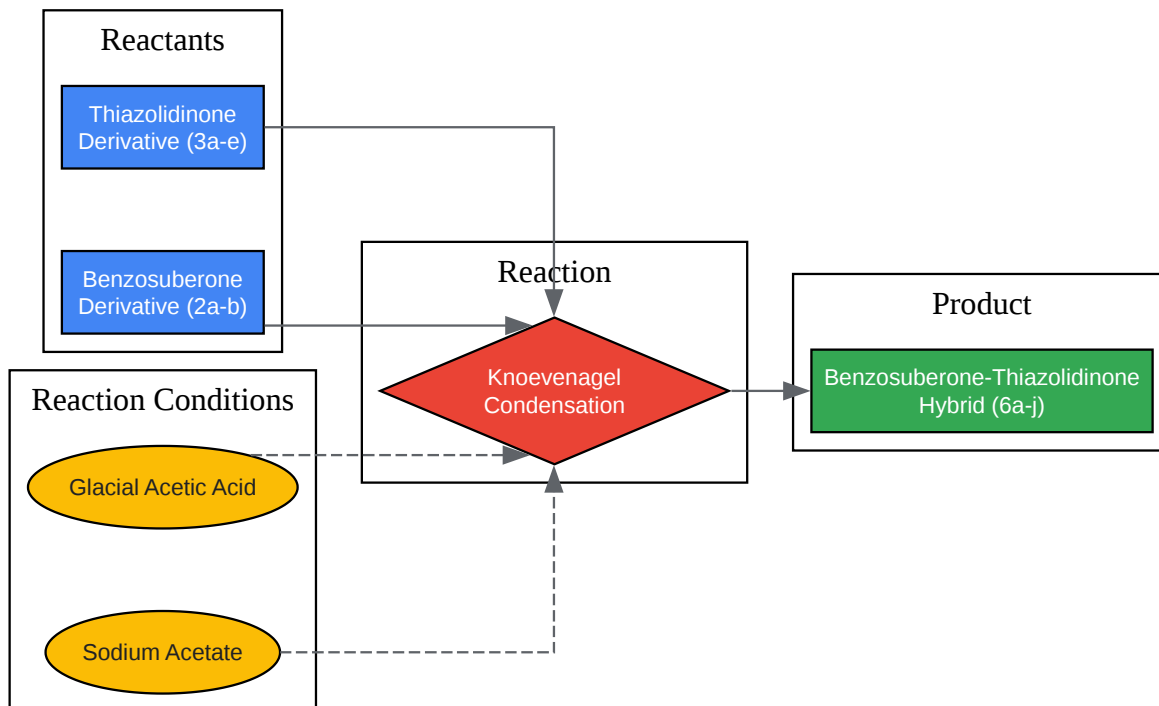 Reactants
Thiazolidinone
Derivative (3a-e)
Benzosuberone
Derivative (2a-b)
Reaction Conditions
Glacial Acetic Acid
Sodium Acetate
Reaction
Knoevenagel
Condensation
Product
Benzosuberone-Thiazolidinone
Hybrid (6a-j)